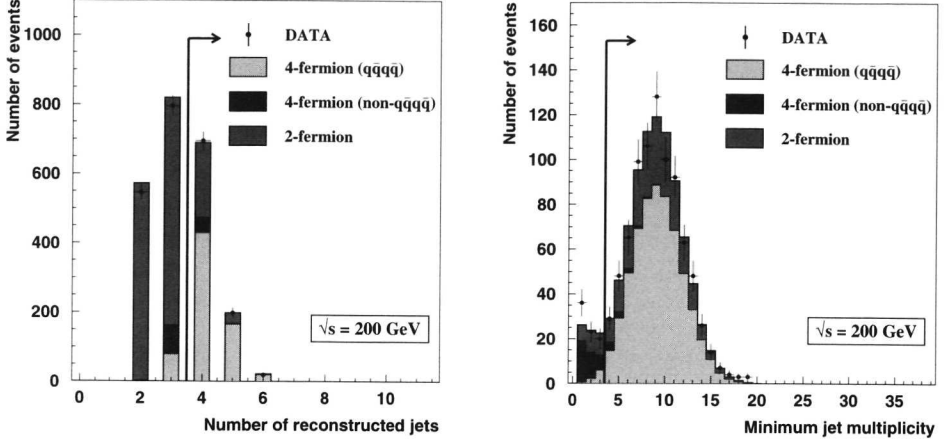 Number of events
1000
800
600
400
200
0
0 2 4 6 8 10
Number of reconstructed jets
DATA
4-fermion (qq̄qq̄)
4-fermion (non-qq̄qq̄)
2-fermion
√s = 200 GeV
Number of events
160
140
120
100
80
60
40
20
0
0 5 10 15 20 25 30 35
Minimum jet multiplicity
DATA
4-fermion (qq̄qq̄)
4-fermion (non-qq̄qq̄)
2-fermion
√s = 200 GeV